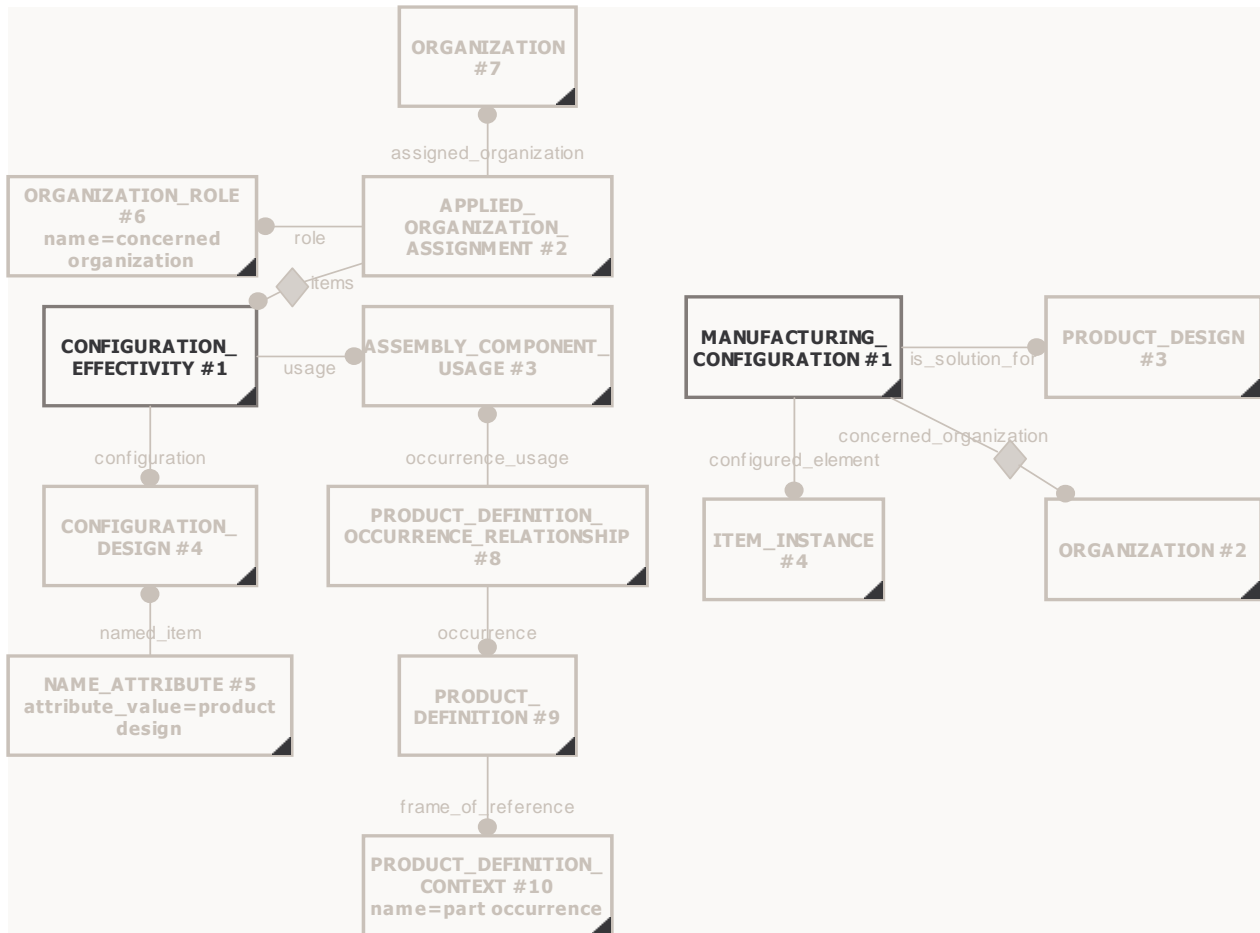 ORGANIZATION
#7
assigned_organization
ORGANIZATION_ROLE
#6
name=concerned
organization
role
APPLIED_
ORGANIZATION_
ASSIGNMENT #2
items
CONFIGURATION_
EFFECTIVITY #1
usage
ASSEMBLY_COMPONENT_
USAGE #3
configuration
occurrence_usage
CONFIGURATION_
DESIGN #4
PRODUCT_DEFINITION_
OCCURRENCE_RELATIONSHIP
#8
named_item
occurrence
NAME_ATTRIBUTE #5
attribute_value=product
design
PRODUCT_
DEFINITION #9
frame_of_reference
PRODUCT_DEFINITION_
CONTEXT #10
name=part occurrence
MANUFACTURING_
CONFIGURATION #1
is_solution_for
PRODUCT_DESIGN
#3
concerned_organization
configured_element
ITEM_INSTANCE
#4
ORGANIZATION #2